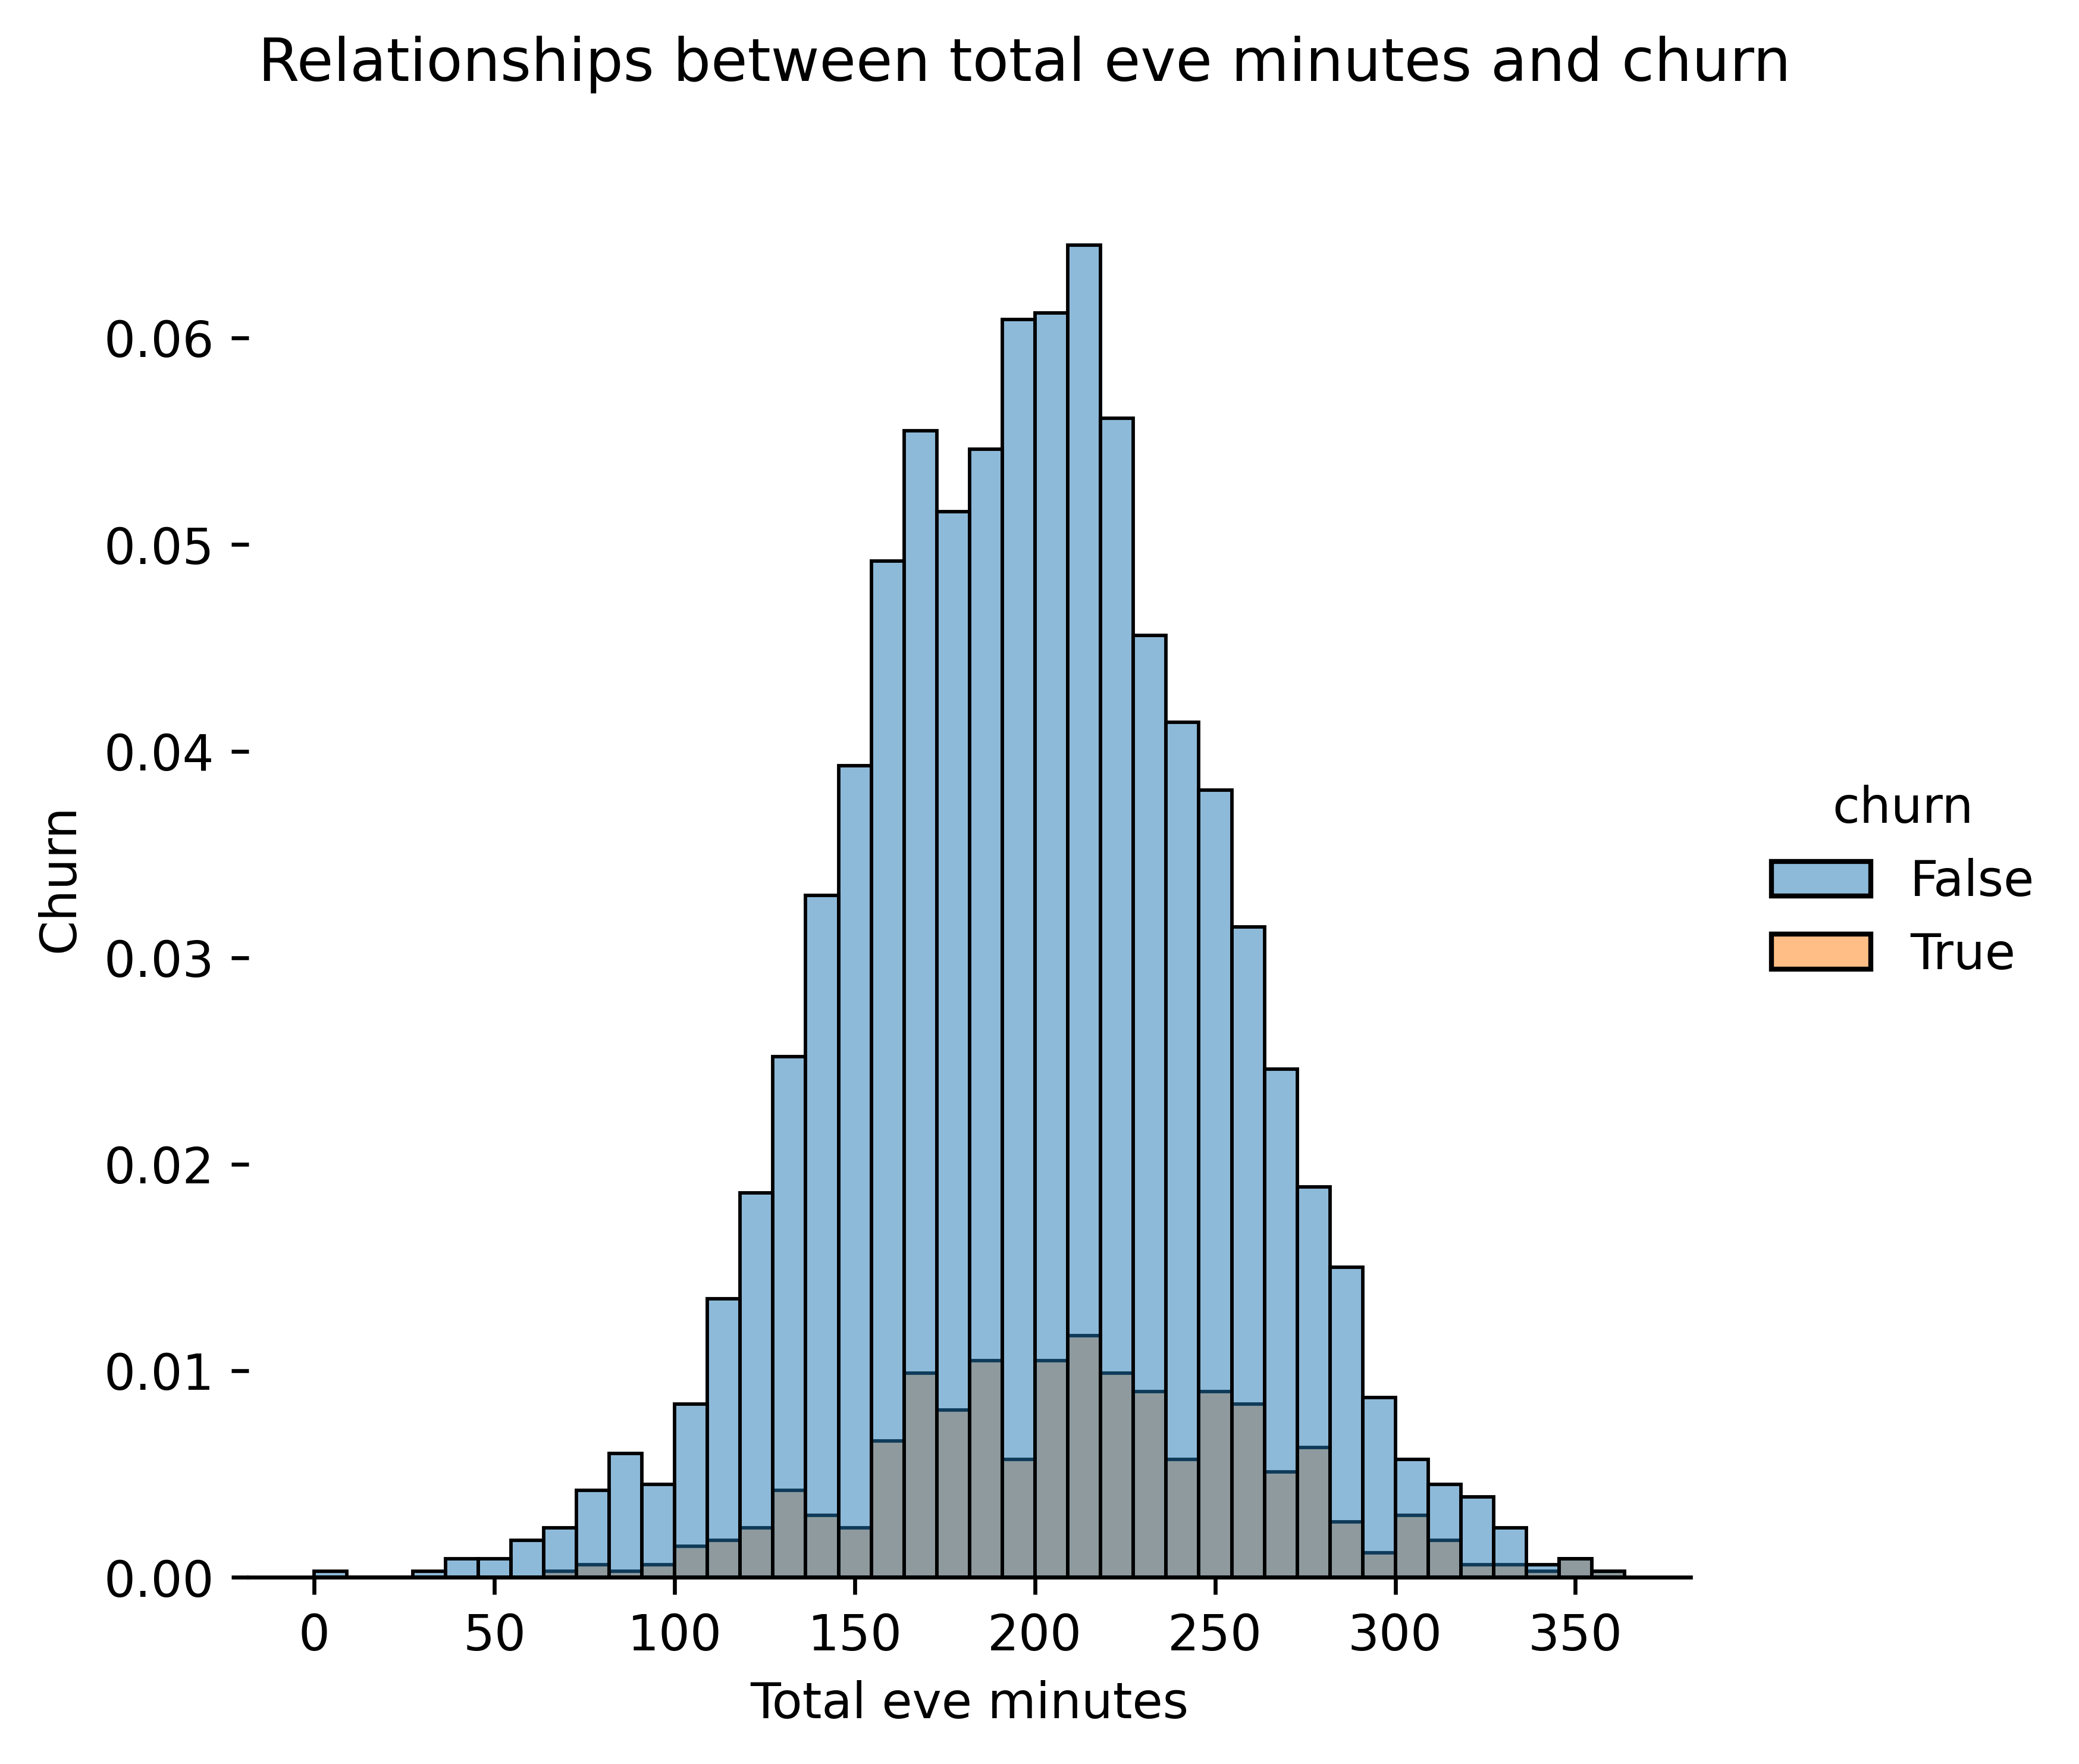 Relationships between total eve minutes and churn
0.06
0.05
0.04
0.03
0.02
0.01
0.00
Churn
0 50 100 150 200 250 300 350
Total eve minutes
churn
False
True